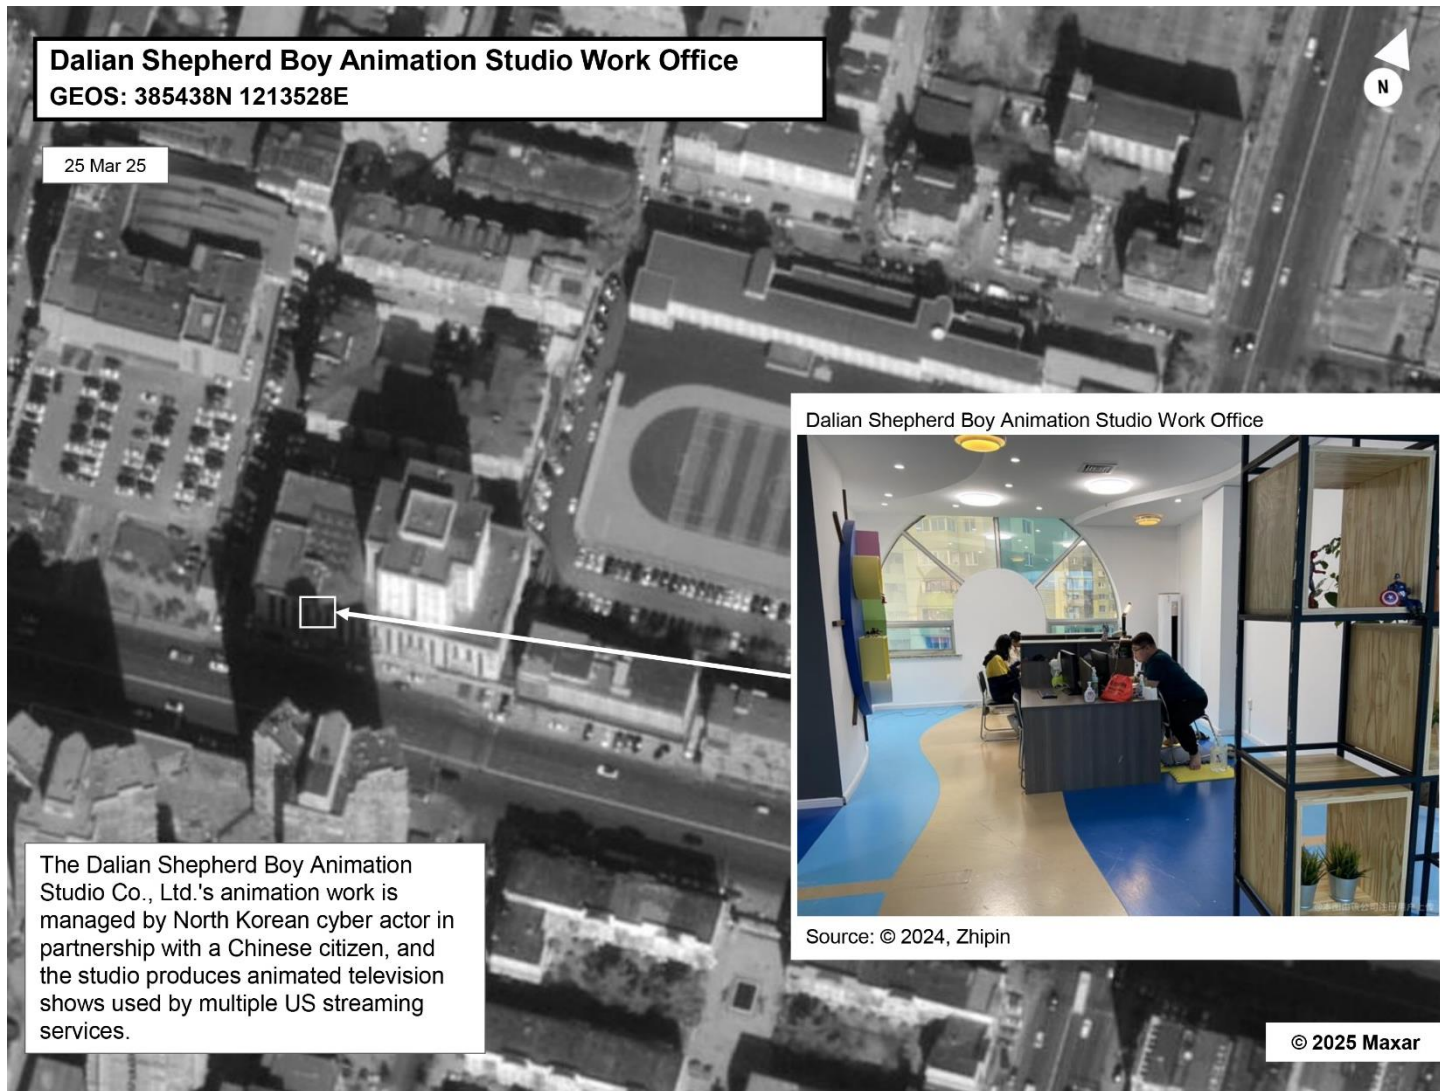 Dalian Shepherd Boy Animation Studio Work Office
GEOS: 385438N 1213528E
25 Mar 25
N
Dalian Shepherd Boy Animation Studio Work Office
Source: © 2024, Zhipin
The Dalian Shepherd Boy Animation
Studio Co., Ltd.'s animation work is
managed by North Korean cyber actor in
partnership with a Chinese citizen, and
the studio produces animated television
shows used by multiple US streaming
services.
© 2025 Maxar